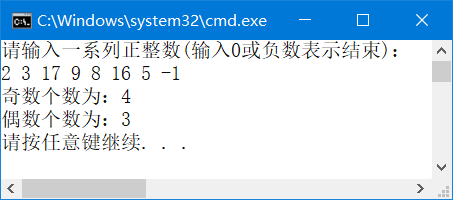 C:\Windows\system32\cmd.exe
请输入一系列正整数(输入0或负数表示结束):
2 3 17 9 8 16 5 -1
奇数个数为: 4
偶数个数为: 3
请按任意键继续. . .